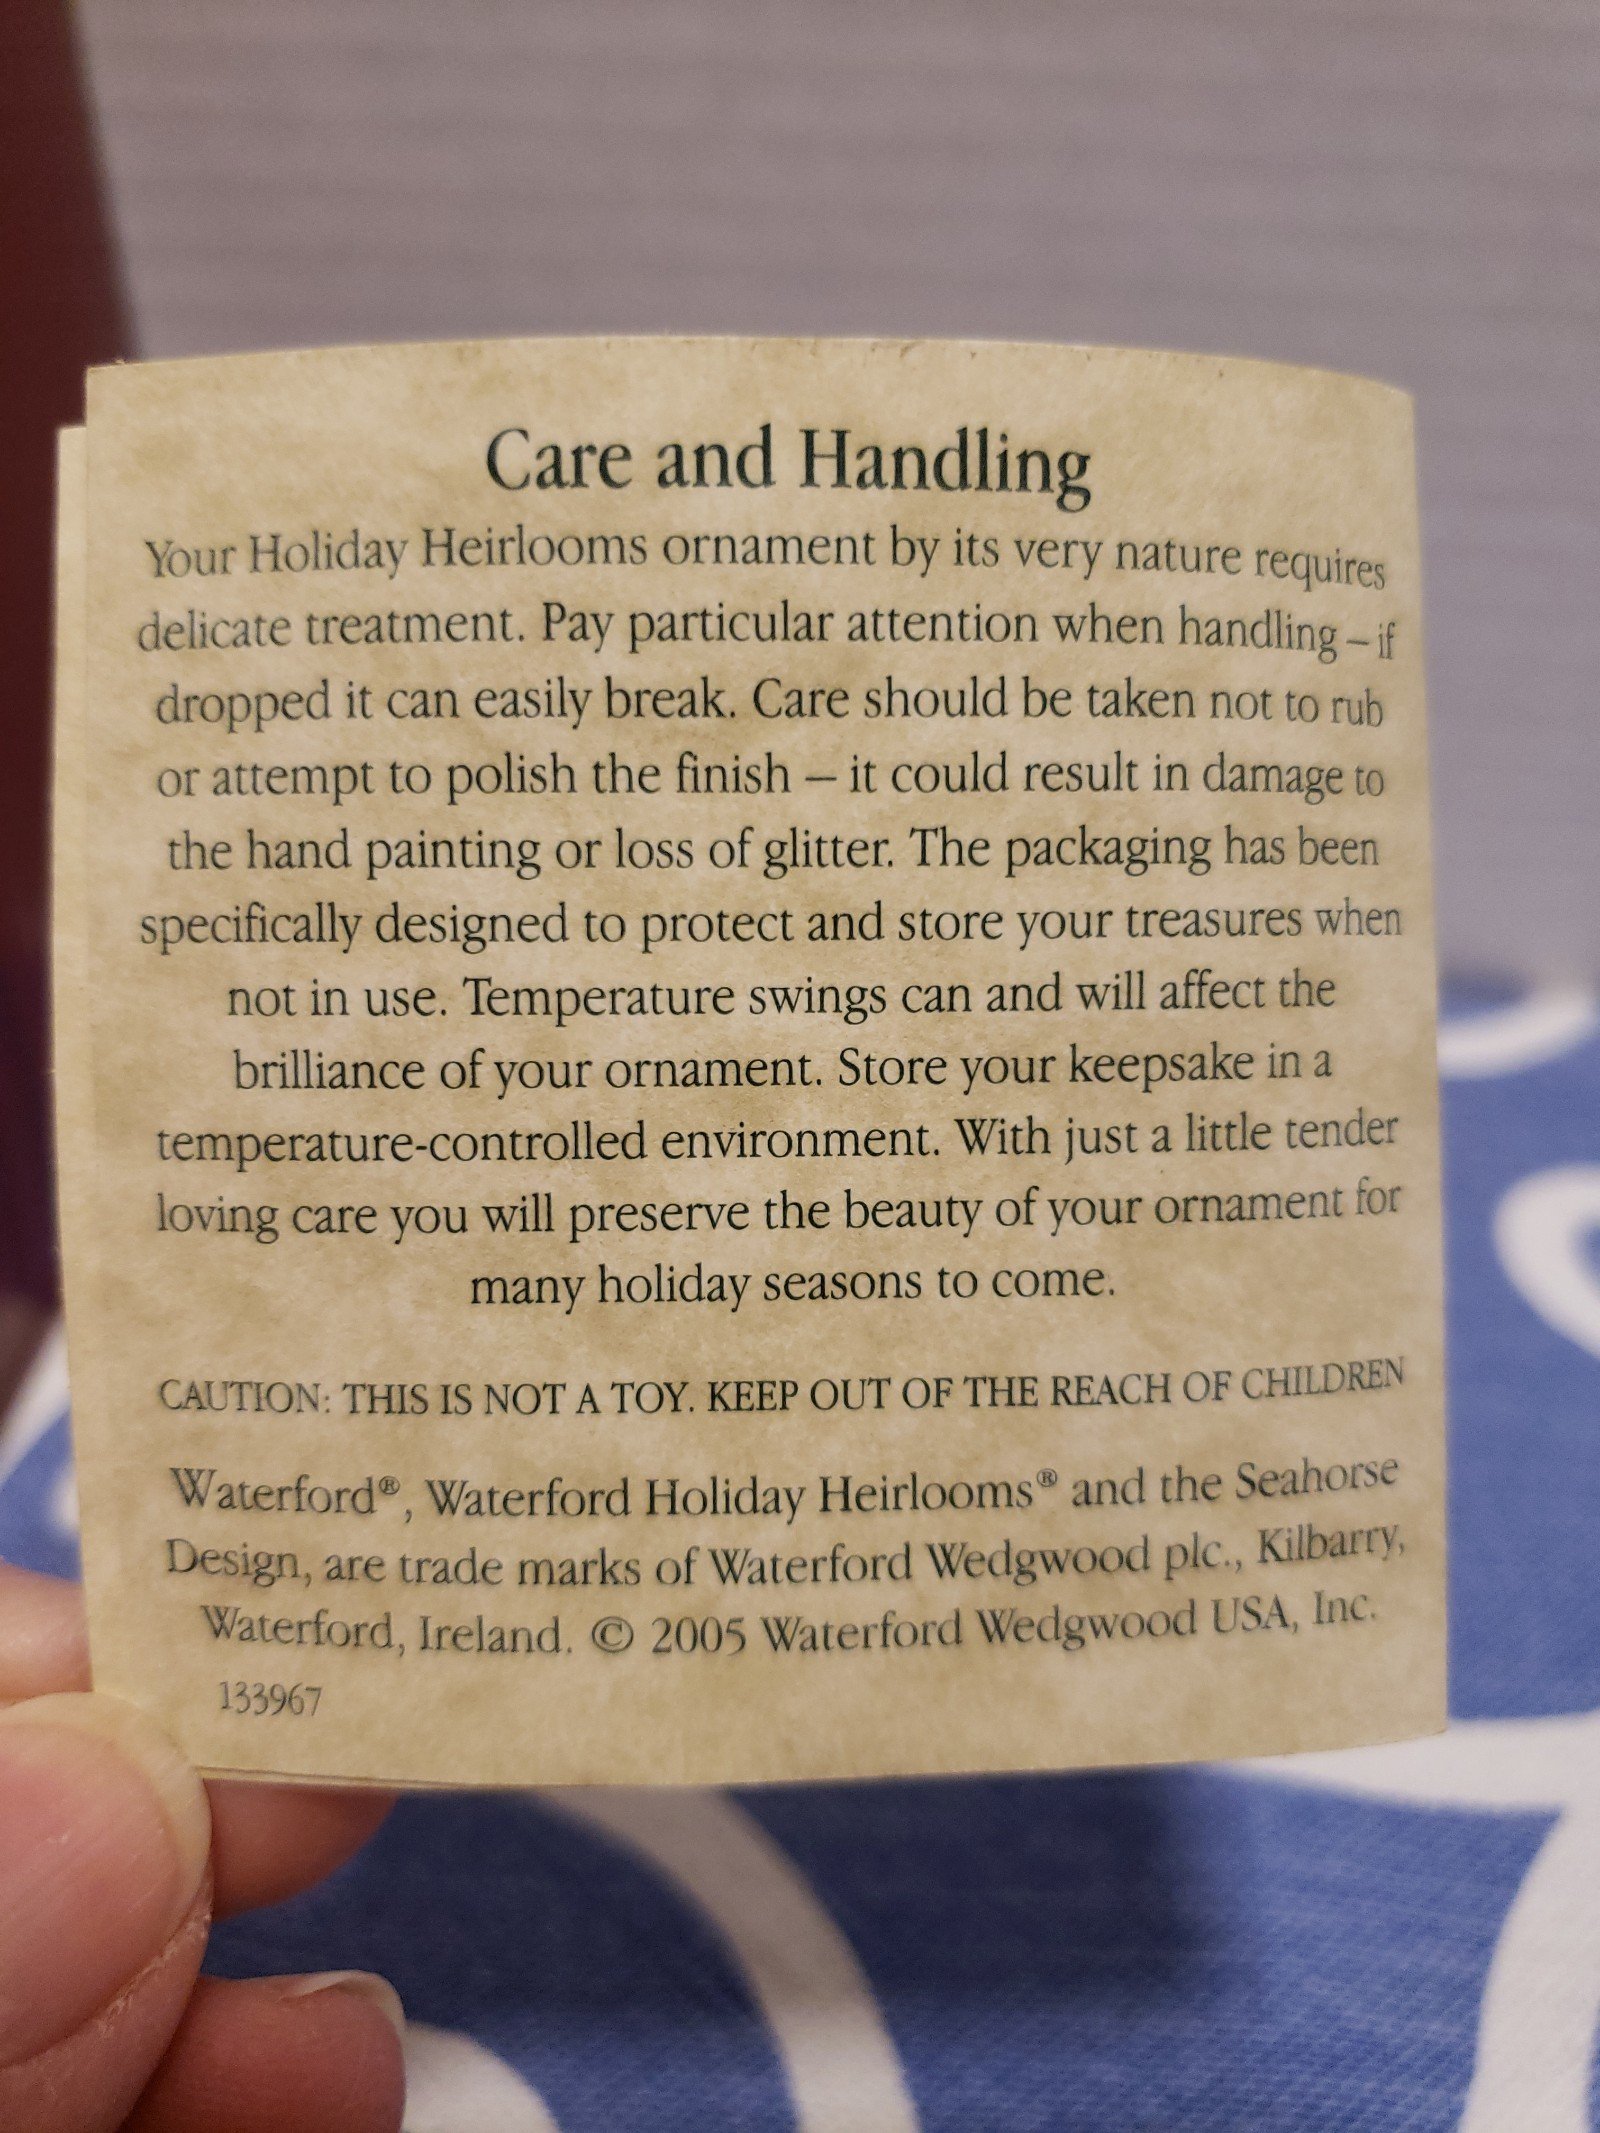 Care and Handling
Your Holiday Heirlooms ornament by its very nature requires
delicate treatment. Pay particular attention when handling – if
dropped it can easily break. Care should be taken not to rub
or attempt to polish the finish – it could result in damage to
the hand painting or loss of glitter. The packaging has been
specifically designed to protect and store your treasures when
not in use. Temperature swings can and will affect the
brilliance of your ornament. Store your keepsake in a
temperature-controlled environment. With just a little tender
loving care you will preserve the beauty of your ornament for
many holiday seasons to come.
CAUTION: THIS IS NOT A TOY. KEEP OUT OF THE REACH OF CHILDREN
Waterford®, Waterford Holiday Heirlooms® and the Seahorse
Design, are trade marks of Waterford Wedgwood plc., Kilbarry,
Waterford, Ireland. © 2005 Waterford Wedgwood USA, Inc.
133967